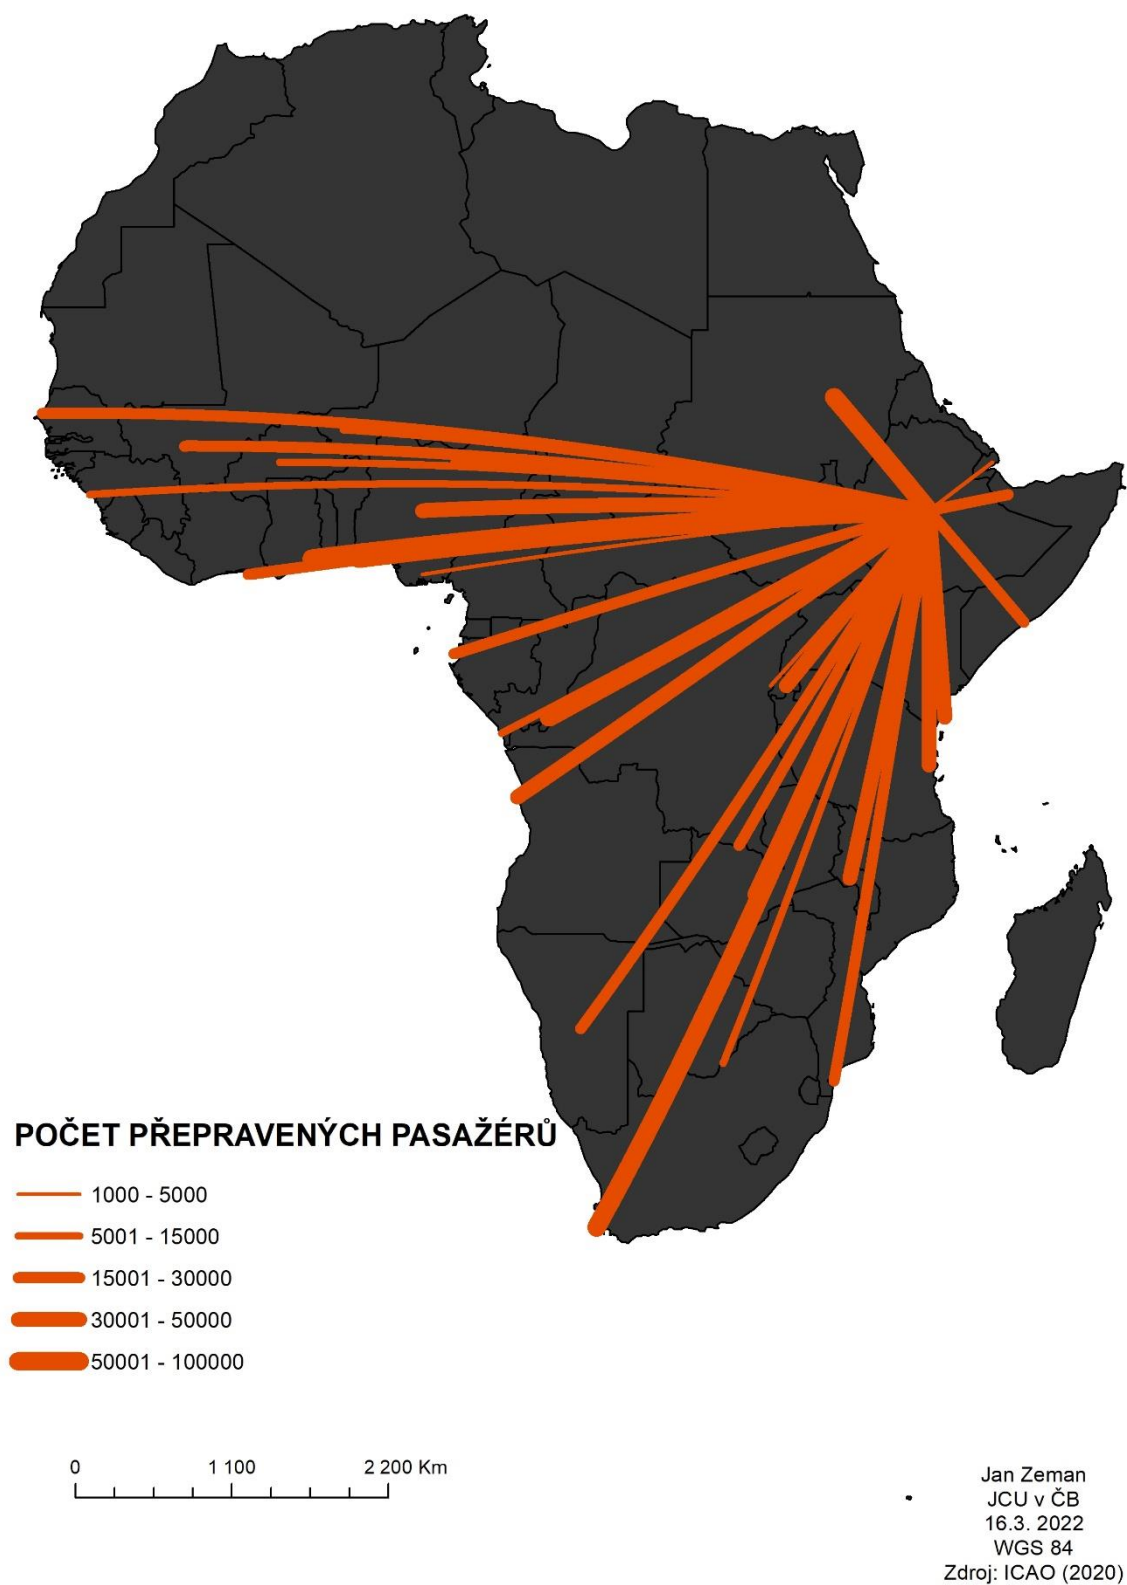 POČET PŘEPRAVENÝCH PASAŽÉRŮ
1000 - 5000
5001 - 15000
15001 - 30000
30001 - 50000
50001 - 100000
0 1 100 2 200 Km
Jan Zeman
JCU v ČB
16.3. 2022
WGS 84
Zdroj: ICAO (2020)